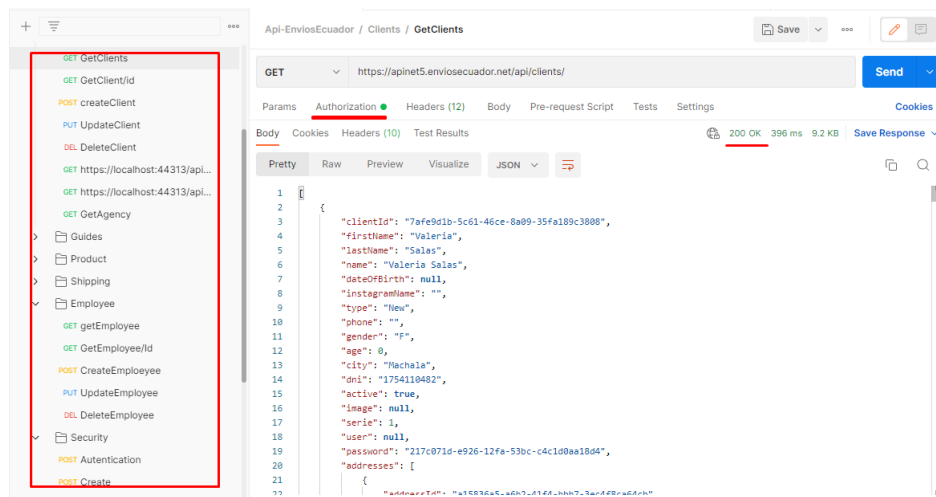 Api-EnviosEcuador / Clients / GetClients
Save
GET GetClients
GET GetClient/id
POST createClient
PUT UpdateClient
DEL DeleteClient
GET https://localhost:44313/api...
GET https://localhost:44313/api...
GET GetAgency
Guides
Product
Shipping
Employee
GET getEmployee
GET GetEmployee/Id
POST CreateEmploeyee
PUT UpdateEmployee
DEL DeleteEmployee
Security
POST Autentication
POST Create
GET https://apinet5.enviosecuador.net/api/clients/ Send
Params Authorization Headers (12) Body Pre-request Script Tests Settings Cookies
Body Cookies Headers (10) Test Results 200 OK 396 ms 9.2 KB Save Response
Pretty Raw Preview Visualize JSON
1 [
2 {
3 "clientId": "7afe9d1b-5c61-46ce-8a09-35fa189c3808",
4 "firstName": "Valeria",
5 "lastName": "Salas",
6 "name": "Valeria Salas",
7 "dateOfBirth": null,
8 "instagramName": "",
9 "type": "New",
10 "phone": "",
11 "gender": "F",
12 "age": 0,
13 "city": "Machala",
14 "dni": "1754110482",
15 "active": true,
16 "image": null,
17 "serie": 1,
18 "user": null,
19 "password": "217c071d-e926-12fa-53bc-c4c1d0aa18d4",
20 "addresses": [
21 {
22 "addressId": "a15836a5-a6b2-41f4-bbb7-3ec4f8ca64cb"